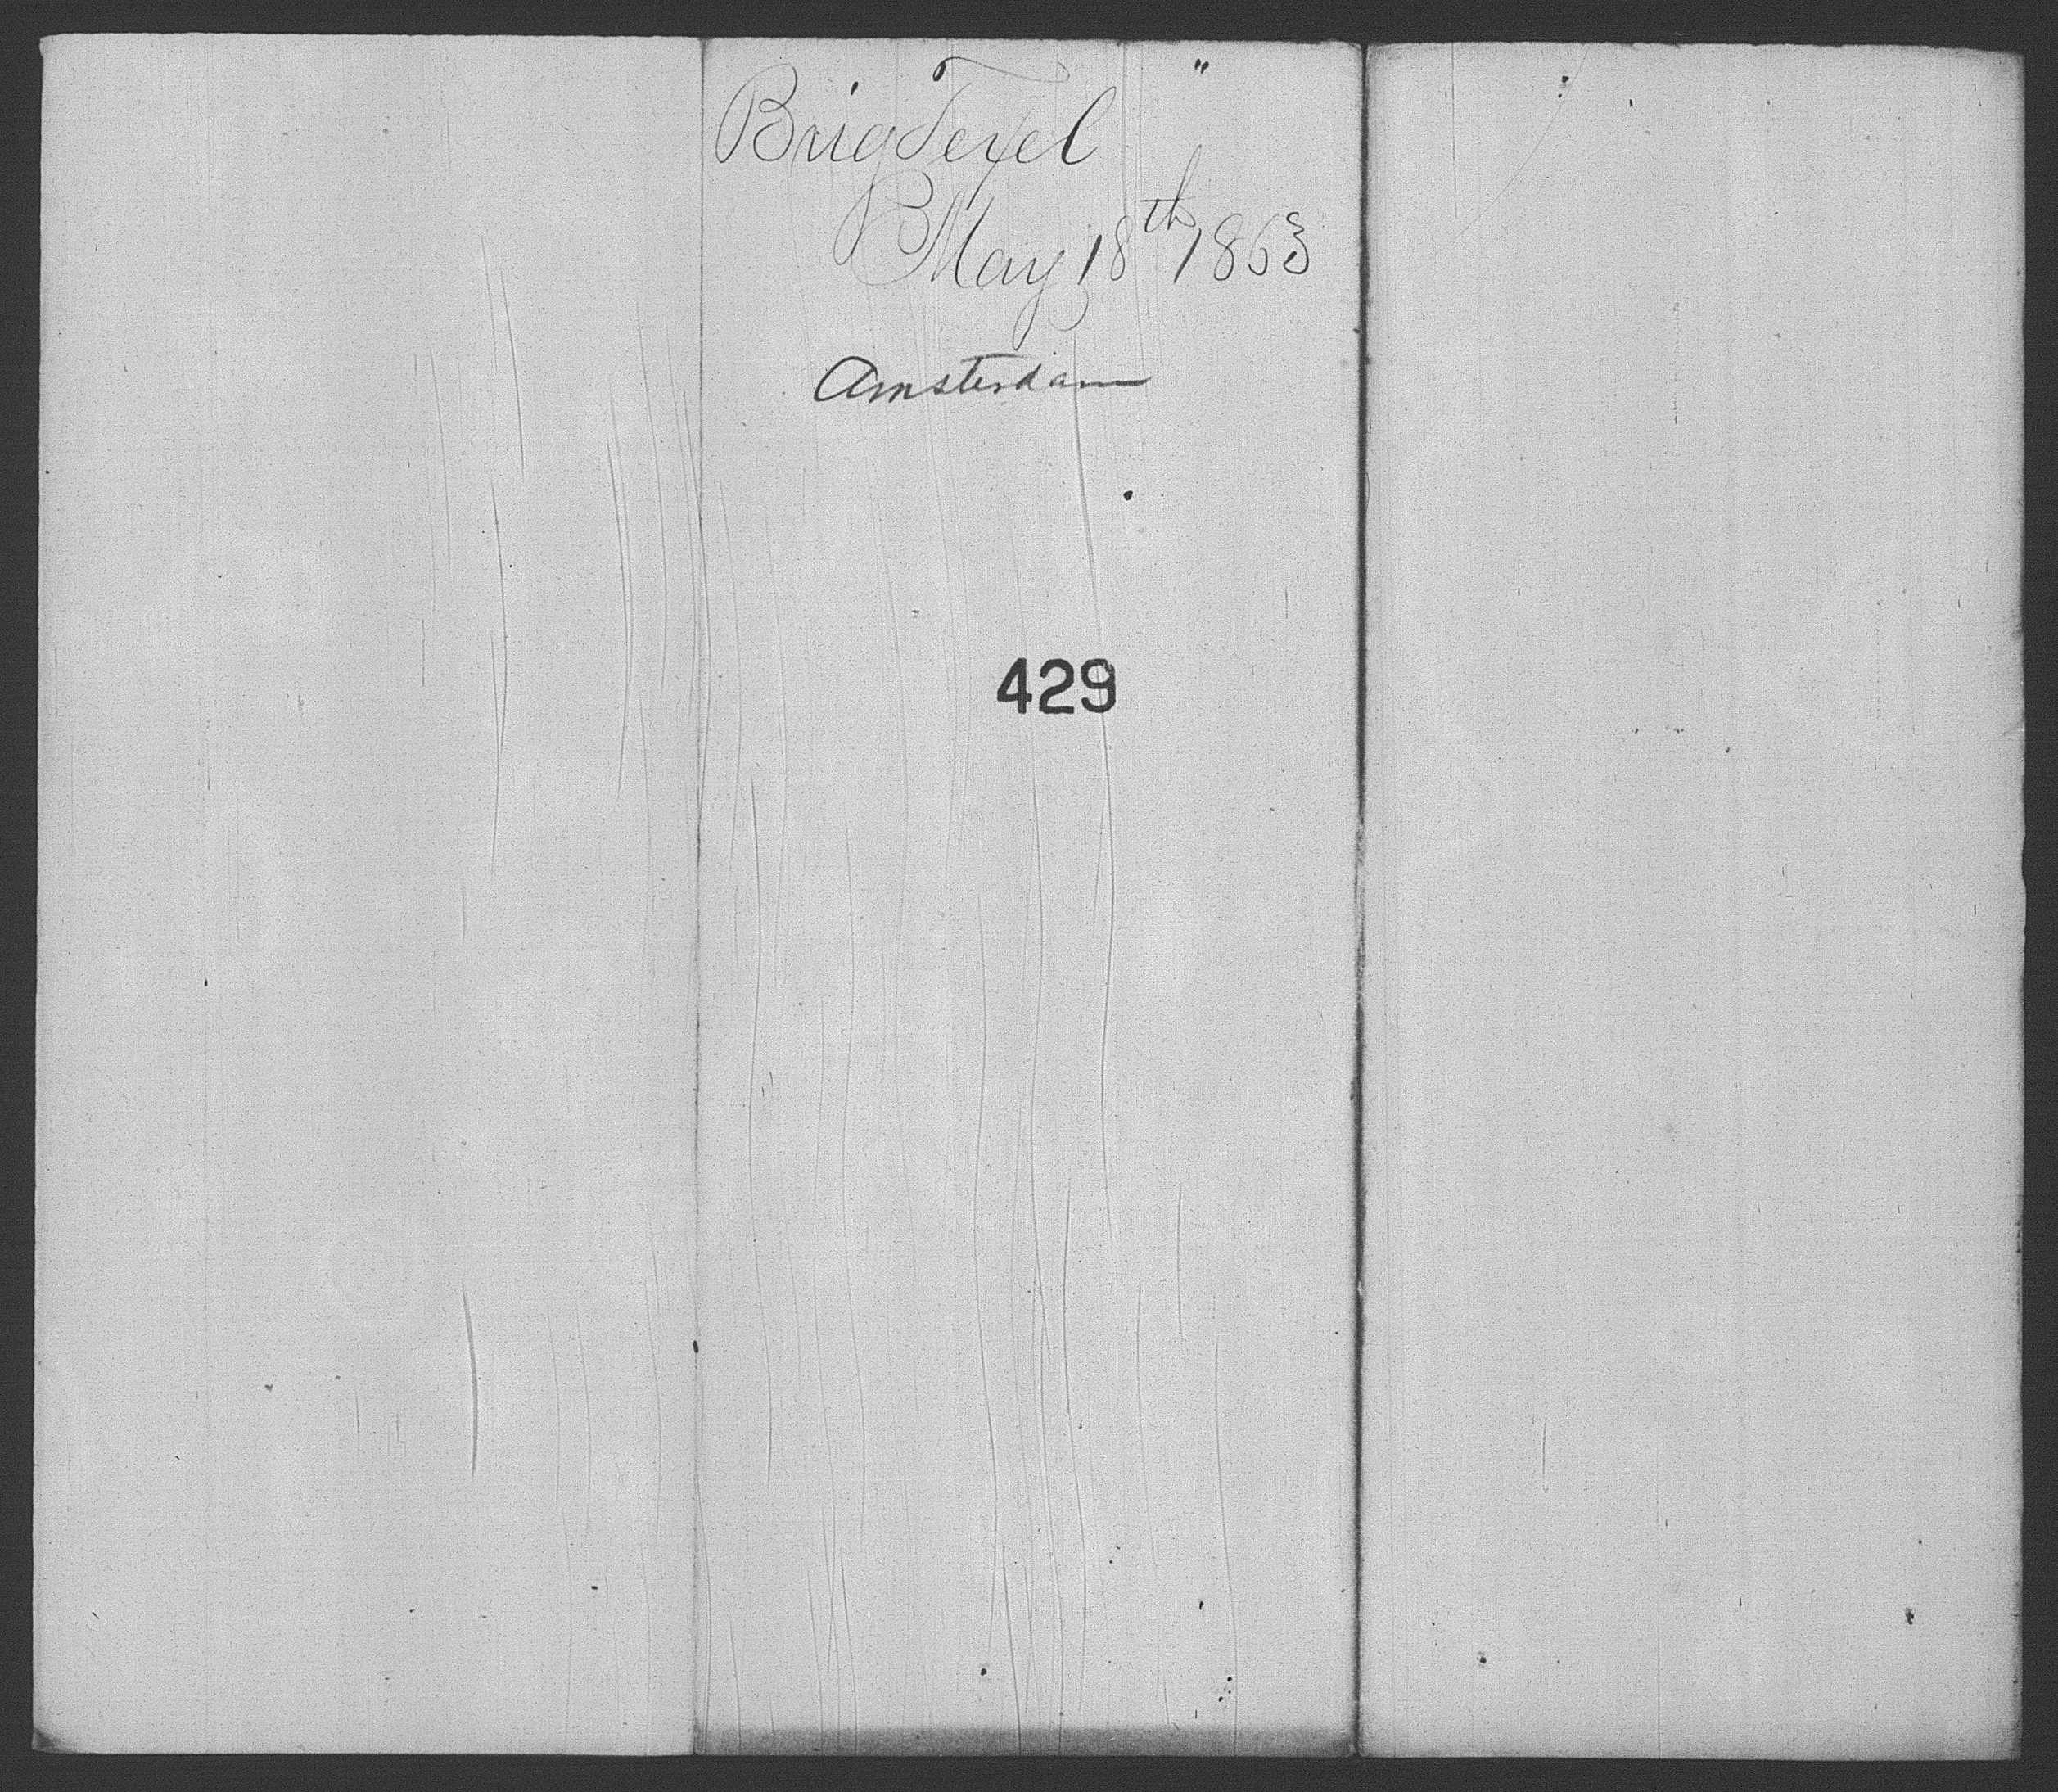 Brig "Texel"
May 18th 1863
Amsterdam
429